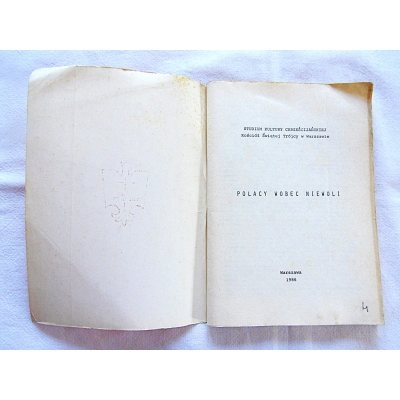 STUDIUM KULTURY CHRZEŚCIJAŃSKIEJ
Kościół Świętej Trójcy w Warszawie
POLACY WOBEC NIEWOLI
Warszawa
1986
4